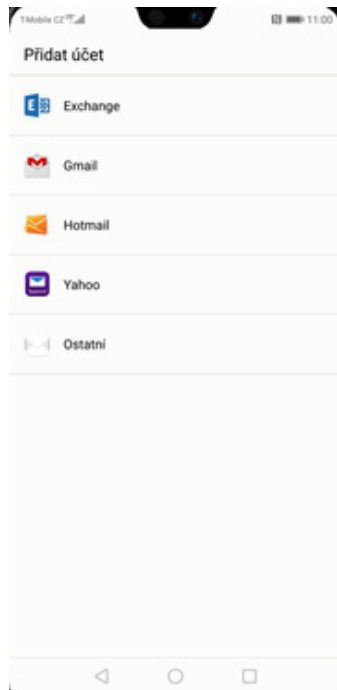 T-Mobile CZ 11:00
Přidat účet
Exchange
Gmail
Hotmail
Yahoo
Ostatní